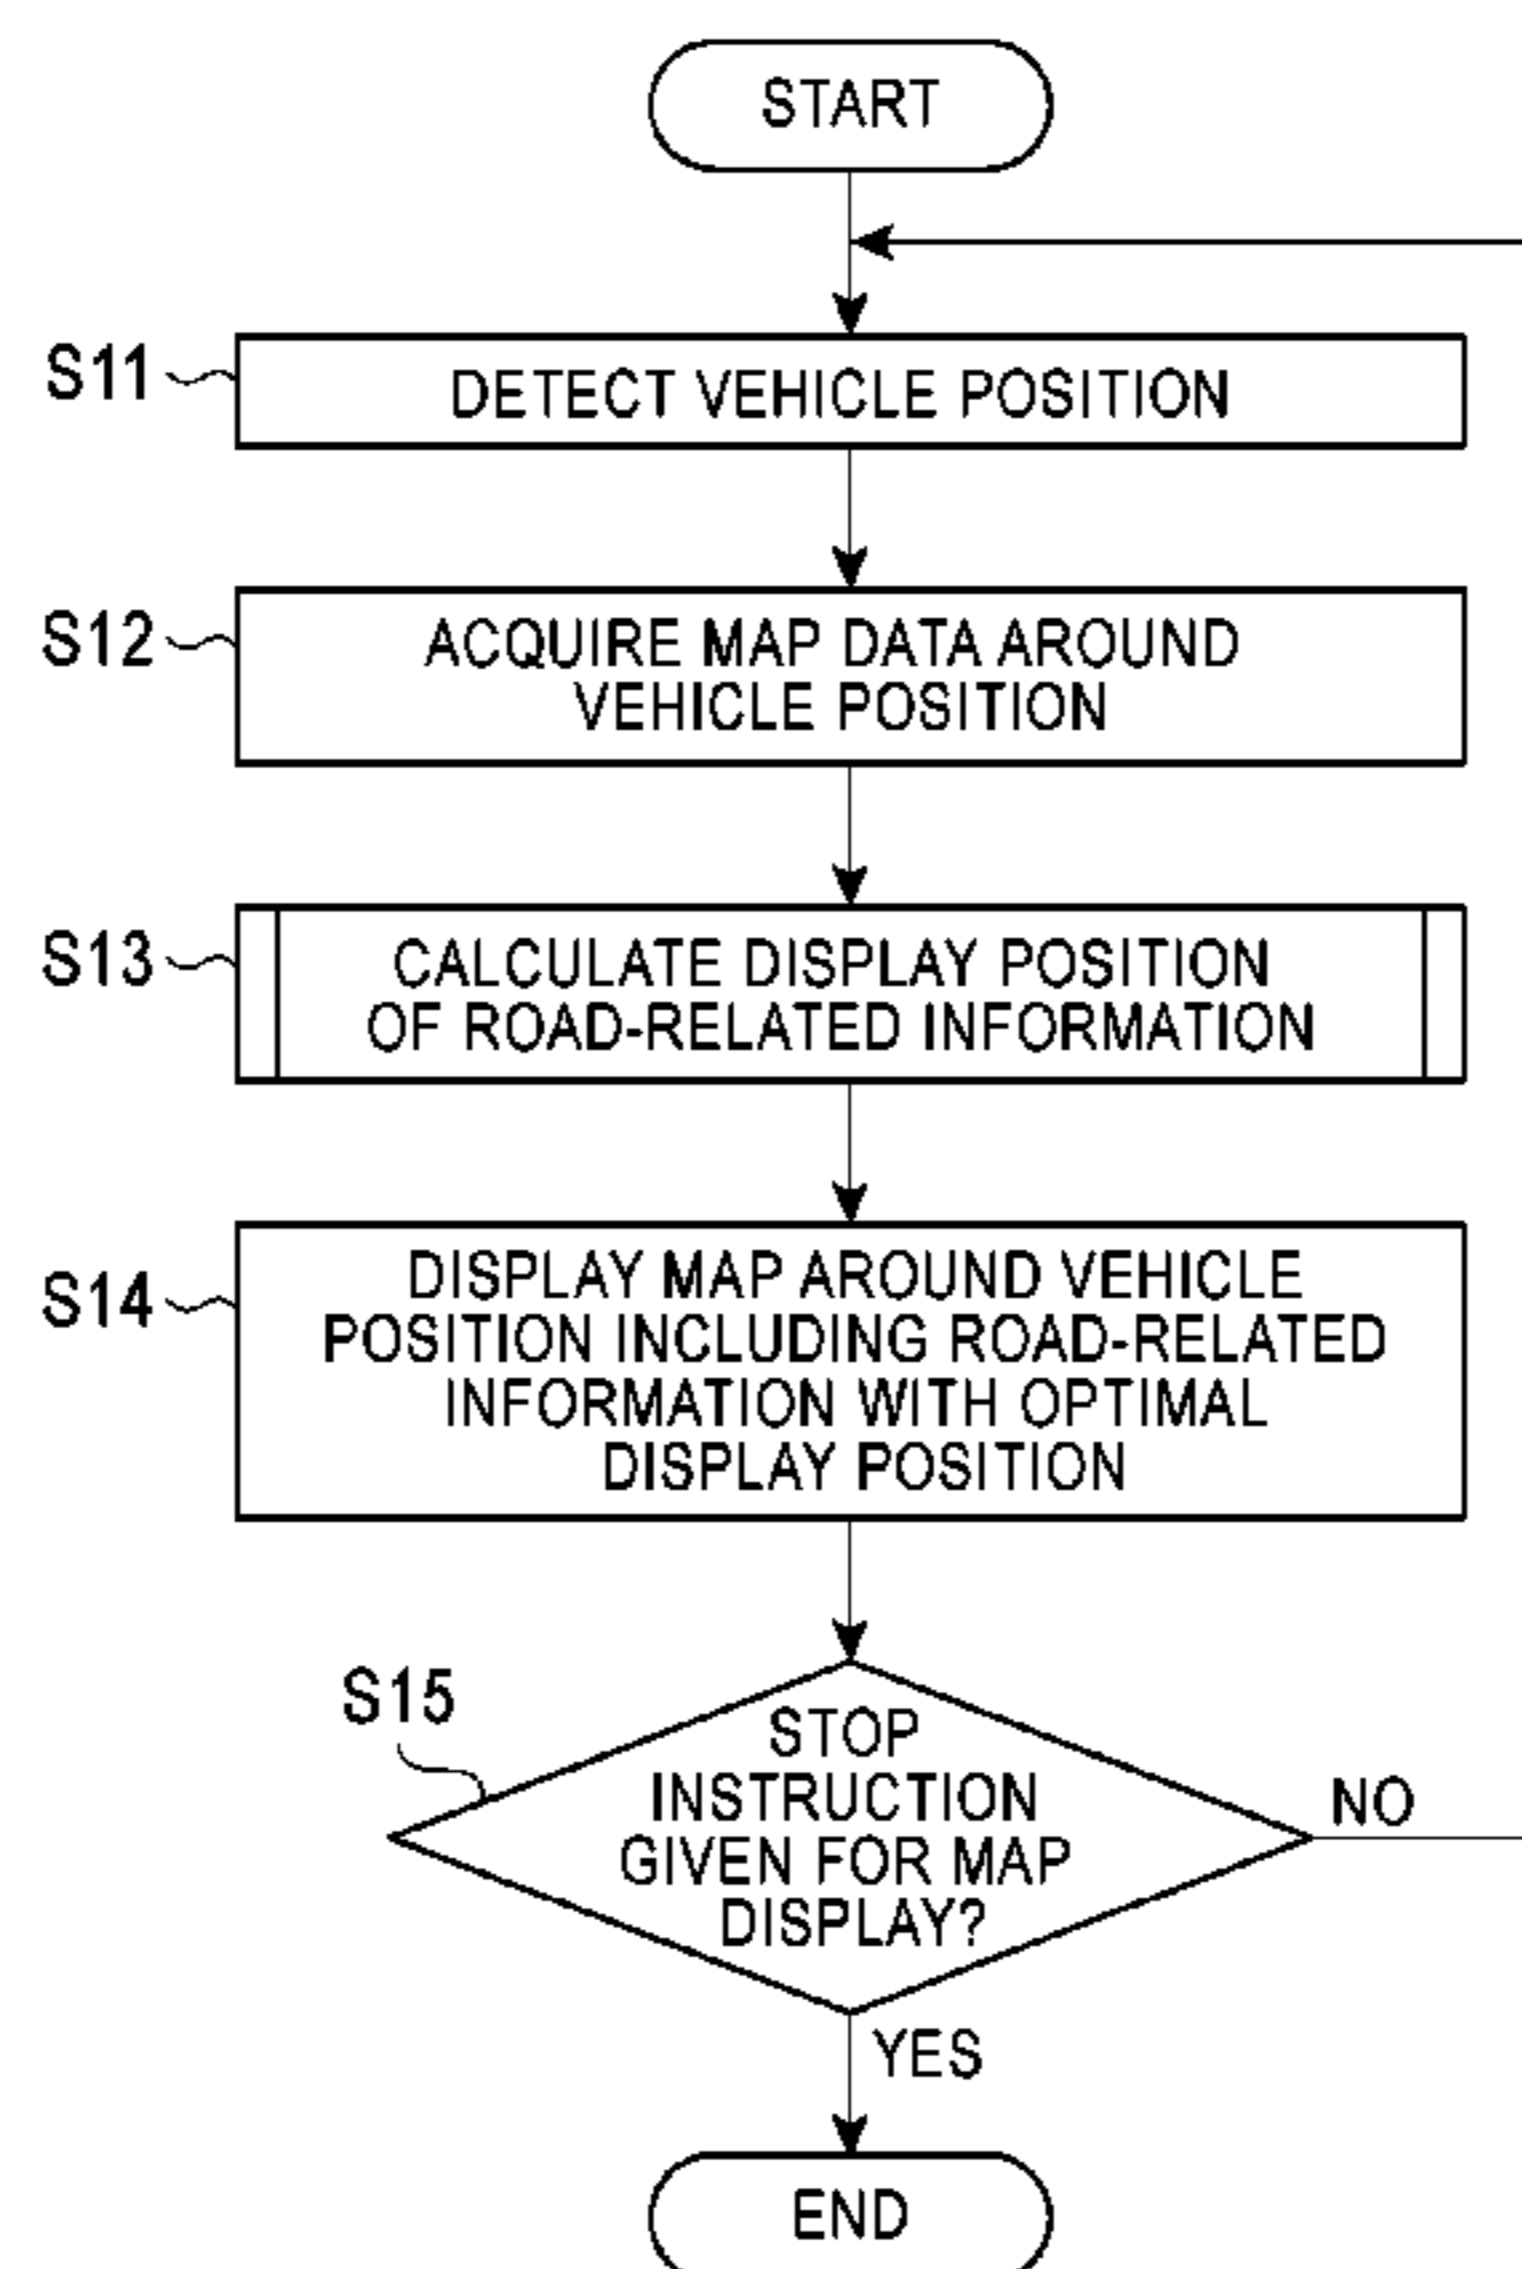 START
S11
DETECT VEHICLE POSITION
S12
ACQUIRE MAP DATA AROUND
VEHICLE POSITION
S13
CALCULATE DISPLAY POSITION
OF ROAD-RELATED INFORMATION
S14
DISPLAY MAP AROUND VEHICLE
POSITION INCLUDING ROAD-RELATED
INFORMATION WITH OPTIMAL
DISPLAY POSITION
S15
STOP
INSTRUCTION
GIVEN FOR MAP
DISPLAY?
NO
YES
END